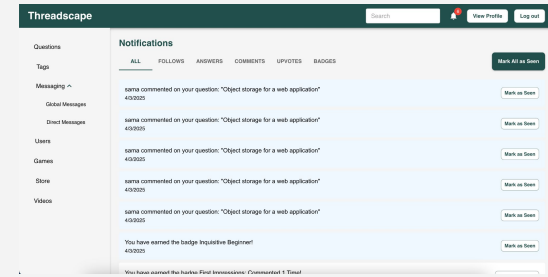 Threadscape
Search
View Profile
Log out
Questions
Tags
Messaging
Global Messages
Direct Messages
Users
Games
Store
Videos
Notifications
ALL FOLLOWS ANSWERS COMMENTS UPVOTES BADGES
Mark All as Seen
sama commented on your question: "Object storage for a web application"
4/3/2025
Mark as Seen
sama commented on your question: "Object storage for a web application"
4/3/2025
Mark as Seen
sama commented on your question: "Object storage for a web application"
4/3/2025
Mark as Seen
sama commented on your question: "Object storage for a web application"
4/3/2025
Mark as Seen
sama commented on your question: "Object storage for a web application"
4/3/2025
Mark as Seen
You have earned the badge Inquisitive Beginner!
4/3/2025
Mark as Seen
You have earned the badge First Impressions: Commented 1 Time!